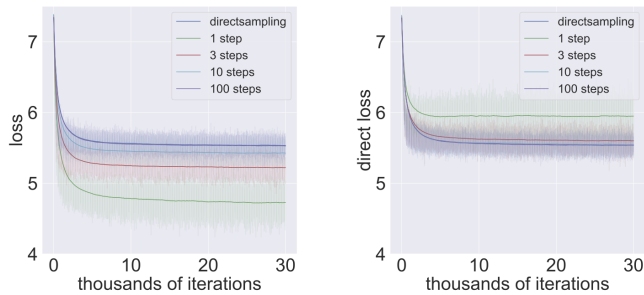 7
6
5
4
loss
0
10
20
30
thousands of iterations
directsampling
1 step
3 steps
10 steps
100 steps
7
6
5
4
direct loss
0
10
20
30
thousands of iterations
directsampling
1 step
3 steps
10 steps
100 steps